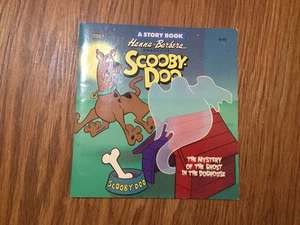 A STORY BOOK
Hanna-Barbera
SCOOBY-
DOO
SCOOBY DOO
THE MYSTERY
OF THE GHOST
IN THE DOGHOUSE